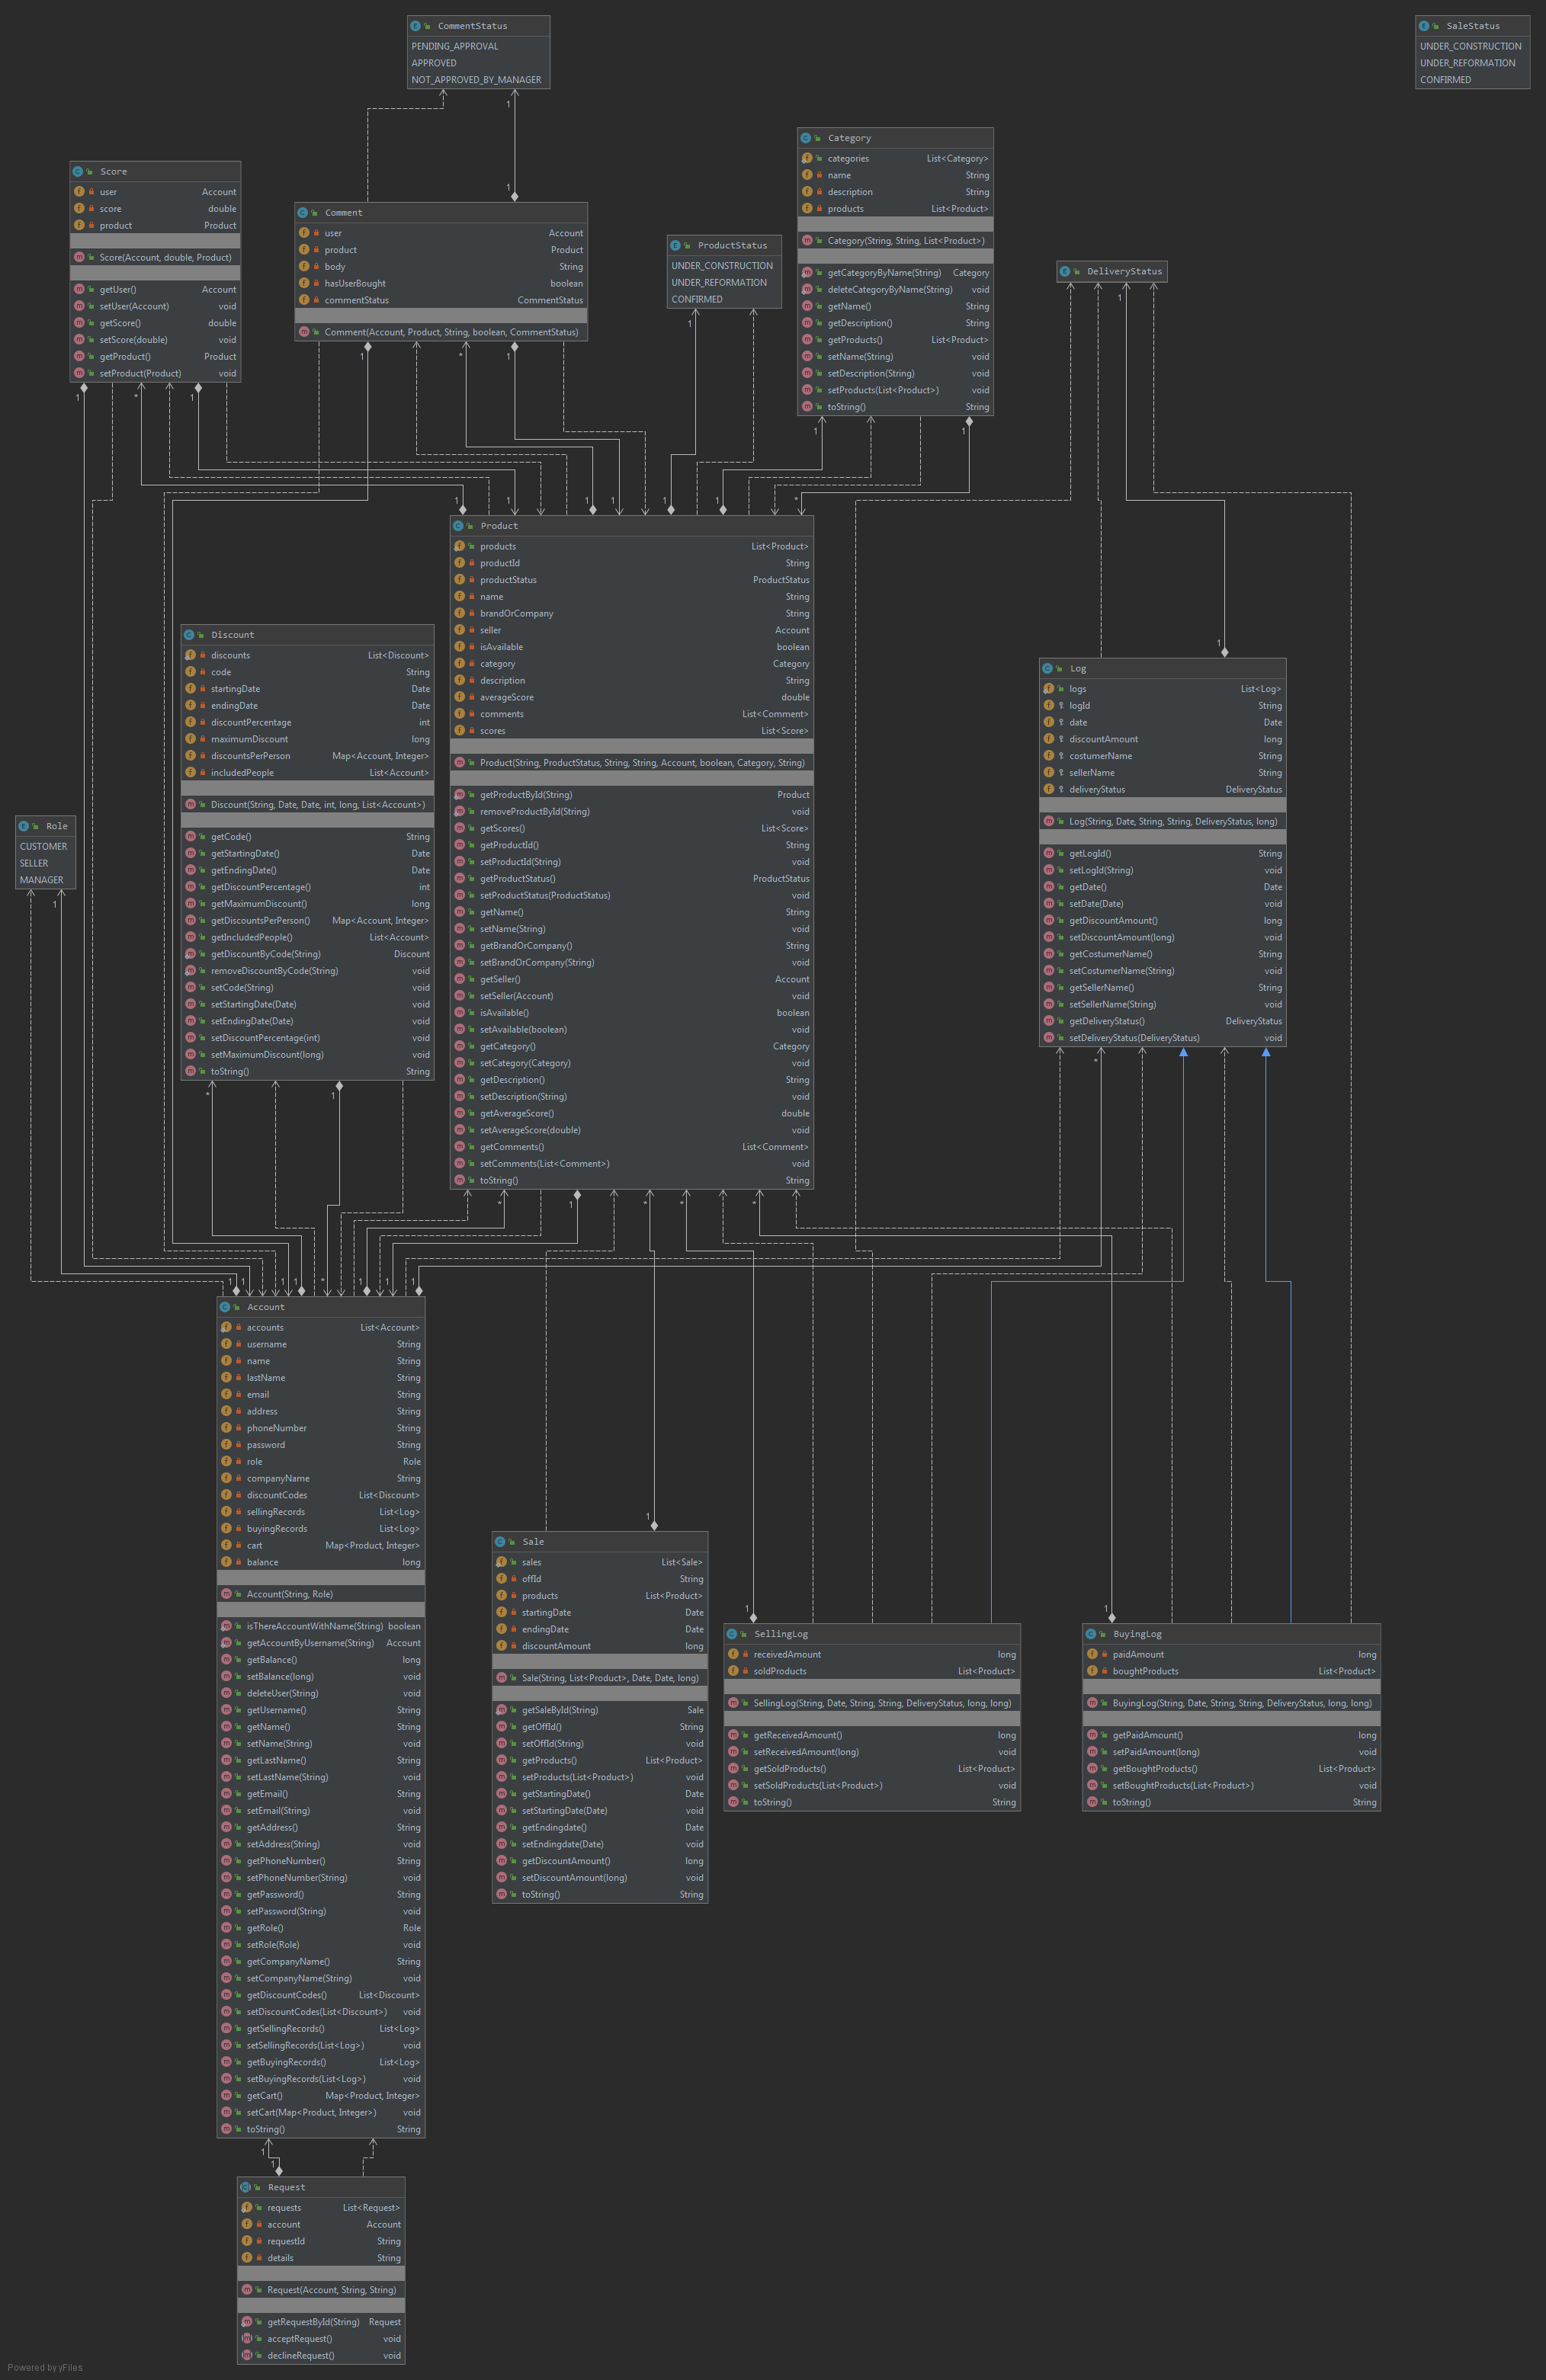 CommentStatus
PENDING_APPROVAL
APPROVED
NOT_APPROVED_BY_MANAGER
SaleStatus
UNDER_CONSTRUCTION
UNDER_REFORMATION
CONFIRMED
Category
categories List<Category>
name String
description String
products List<Product>
Category(String, String, List<Product>)
getCategoryByName(String) Category
deleteCategoryByName(String) void
getName() String
getDescription() String
getProducts() List<Product>
setName(String) void
setDescription(String) void
setProducts(List<Product>) void
toString() String
Score
user Account
score double
product Product
Score(Account, double, Product)
getUser() Account
setUser(Account) void
getScore() double
setScore(double) void
getProduct() Product
setProduct(Product) void
Comment
user Account
product Product
body String
hasUserBought boolean
commentStatus CommentStatus
Comment(Account, Product, String, boolean, CommentStatus)
ProductStatus
UNDER_CONSTRUCTION
UNDER_REFORMATION
CONFIRMED
DeliveryStatus
Product
products List<Product>
productId String
productStatus ProductStatus
name String
brandOrCompany String
seller Account
isAvailable boolean
category Category
description String
averageScore double
comments List<Comment>
scores List<Score>
Product(String, ProductStatus, String, String, Account, boolean, Category, String)
getProductById(String) Product
removeProductById(String) void
getScores() List<Score>
getProductId() String
setProductId(String) void
getProductStatus() ProductStatus
setProductStatus(ProductStatus) void
getName() String
setName(String) void
getBrandOrCompany() String
setBrandOrCompany(String) void
getSeller() Account
setSeller(Account) void
isAvailable() boolean
setAvailable(boolean) void
getCategory() Category
setCategory(Category) void
getDescription() String
setDescription(String) void
getAverageScore() double
setAverageScore(double) void
getComments() List<Comment>
setComments(List<Comment>) void
toString() String
Discount
discounts List<Discount>
code String
startingDate Date
endingDate Date
discountPercentage int
maximumDiscount long
discountsPerPerson Map<Account, Integer>
includedPeople List<Account>
Discount(String, Date, Date, int, long, List<Account>)
getCode() String
getStartingDate() Date
getEndingDate() Date
getDiscountPercentage() int
getMaximumDiscount() long
getDiscountsPerPerson() Map<Account, Integer>
getIncludedPeople() List<Account>
getDiscountByCode(String) Discount
removeDiscountByCode(String) void
setCode(String) void
setStartingDate(Date) void
setEndingDate(Date) void
setDiscountPercentage(int) void
setMaximumDiscount(long) void
toString() String
Log
logs List<Log>
logId String
date Date
discountAmount long
costumerName String
sellerName String
deliveryStatus DeliveryStatus
Log(String, Date, String, String, DeliveryStatus, long)
getLogId() String
setLogId(String) void
getDate() Date
setDate(Date) void
getDiscountAmount() long
setDiscountAmount(long) void
getCostumerName() String
setCostumerName(String) void
getSellerName() String
setSellerName(String) void
getDeliveryStatus() DeliveryStatus
setDeliveryStatus(DeliveryStatus) void
Role
CUSTOMER
SELLER
MANAGER
Account
accounts List<Account>
username String
name String
lastName String
email String
address String
phoneNumber String
password String
role Role
companyName String
discountCodes List<Discount>
sellingRecords List<Log>
buyingRecords List<Log>
cart Map<Product, Integer>
balance long
Account(String, Role)
isThereAccountWithName(String) boolean
getAccountByUsername(String) Account
getBalance() long
setBalance(long) void
deleteUser(String) void
getUsername() String
getName() String
setName(String) void
getLastName() String
setLastName(String) void
getEmail() String
setEmail(String) void
getAddress() String
setAddress(String) void
getPhoneNumber() String
setPhoneNumber(String) void
getPassword() String
setPassword(String) void
getRole() Role
setRole(Role) void
getCompanyName() String
setCompanyName(String) void
getDiscountCodes() List<Discount>
setDiscountCodes(List<Discount>) void
getSellingRecords() List<Log>
setSellingRecords(List<Log>) void
getBuyingRecords() List<Log>
setBuyingRecords(List<Log>) void
getCart() Map<Product, Integer>
setCart(Map<Product, Integer>) void
toString() String
Sale
sales List<Sale>
offId String
products List<Product>
startingDate Date
endingDate Date
discountAmount long
Sale(String, List<Product>, Date, Date, long)
getSaleById(String) Sale
getOffId() String
setOffId(String) void
getProducts() List<Product>
setProducts(List<Product>) void
getStartingDate() Date
setStartingDate(Date) void
getEndingdate() Date
setEndingdate(Date) void
getDiscountAmount() long
setDiscountAmount(long) void
toString() String
SellingLog
receivedAmount long
soldProducts List<Product>
SellingLog(String, Date, String, String, DeliveryStatus, long, long)
getReceivedAmount() long
setReceivedAmount(long) void
getSoldProducts() List<Product>
setSoldProducts(List<Product>) void
toString() String
BuyingLog
paidAmount long
boughtProducts List<Product>
BuyingLog(String, Date, String, String, DeliveryStatus, long, long)
getPaidAmount() long
setPaidAmount(long) void
getBoughtProducts() List<Product>
setBoughtProducts(List<Product>) void
toString() String
Request
requests List<Request>
account Account
requestId String
details String
Request(Account, String, String)
getRequestById(String) Request
acceptRequest() void
declineRequest() void
Powered by yFiles